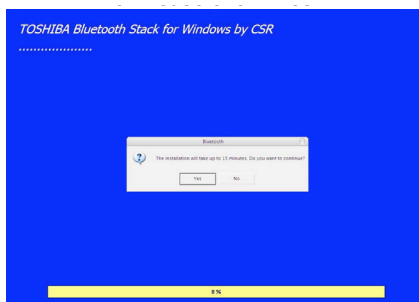 TOSHIBA Bluetooth Stack for Windows by CSR
....................
Bluetooth
The installation will take up to 15 minutes. Do you want to continue?
Yes
No
0 %